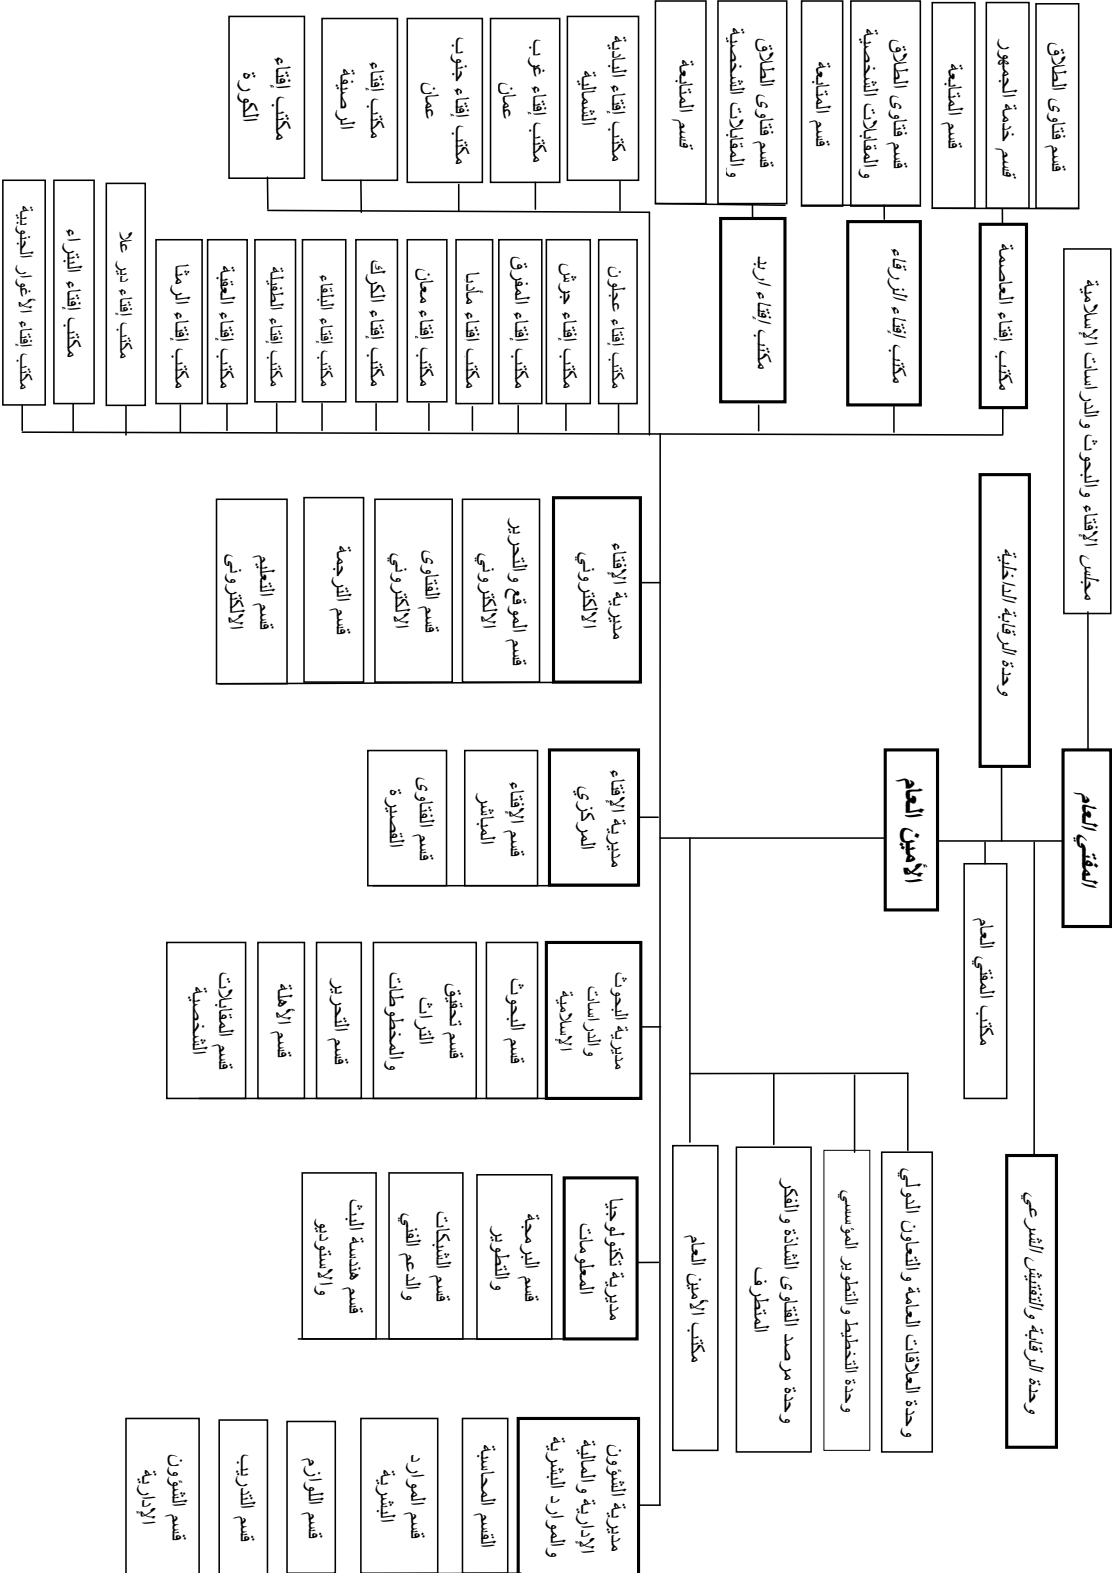 مجلس الإفتاء والبحوث والدراسات الإسلامية
المفتي العام
وحدة الرقابة الداخلية
مكتب المفتي العام
وحدة الرقابة والتفتيش الشرعي
الأمين العام
وحدة العلاقات العامة والتعاون الدولي
وحدة التخطيط والتطوير المؤسسي
وحدة مرصد الفتاوى الشاذة والفكر
المتطرف
مكتب الأمين العام
قسم فتاوى الطلاق
قسم خدمة الجمهور
قسم المتابعة
مكتب إفتاء العاصمة
قسم فتاوى الطلاق
والمقابلات الشخصية
قسم المتابعة
مكتب إفتاء الزرقاء
قسم فتاوى الطلاق
والمقابلات الشخصية
قسم المتابعة
مكتب إفتاء اربد
مكتب إفتاء البادية
الشمالية
مكتب إفتاء غرب
عمان
مكتب إفتاء جنوب
عمان
مكتب إفتاء
الرصيفة
مكتب إفتاء
الكورة
مكتب إفتاء عجلون
مكتب إفتاء جرش
مكتب إفتاء المفرق
مكتب افتاء مأدبا
مكتب إفتاء معان
مكتب إفتاء الكرك
مكتب إفتاء البلقاء
مكتب إفتاء الطفيلة
مكتب إفتاء العقبة
مكتب إفتاء الرمثا
مكتب إفتاء دير علا
مكتب إفتاء البتراء
مكتب إفتاء الأغوار الجنوبية
مديرية الإفتاء
الالكتروني
قسم الموقع والتحرير
الالكتروني
قسم الفتاوى
الالكتروني
قسم الترجمة
قسم التعليم
الالكترونى
مديرية الإفتاء
المركزي
قسم الإفتاء
المباشر
قسم الفتاوى
القصيرة
مديرية البحوث
والدراسات
الإسلامية
قسم البحوث
قسم تحقيق
التراث
والمخطوطات
قسم التحرير
قسم الأهلة
قسم المقابلات
الشخصية
مديرية تكنولوجيا
المعلومات
قسم البرمجة
والتطوير
قسم الشبكات
والدعم الفني
قسم هندسة البث
والاستوديو
مديرية الشؤون
الإدارية والمالية
والموارد البشرية
القسم المحاسبة
قسم الموارد
البشرية
قسم اللوازم
قسم التدريب
قسم الشؤون
الإدارية